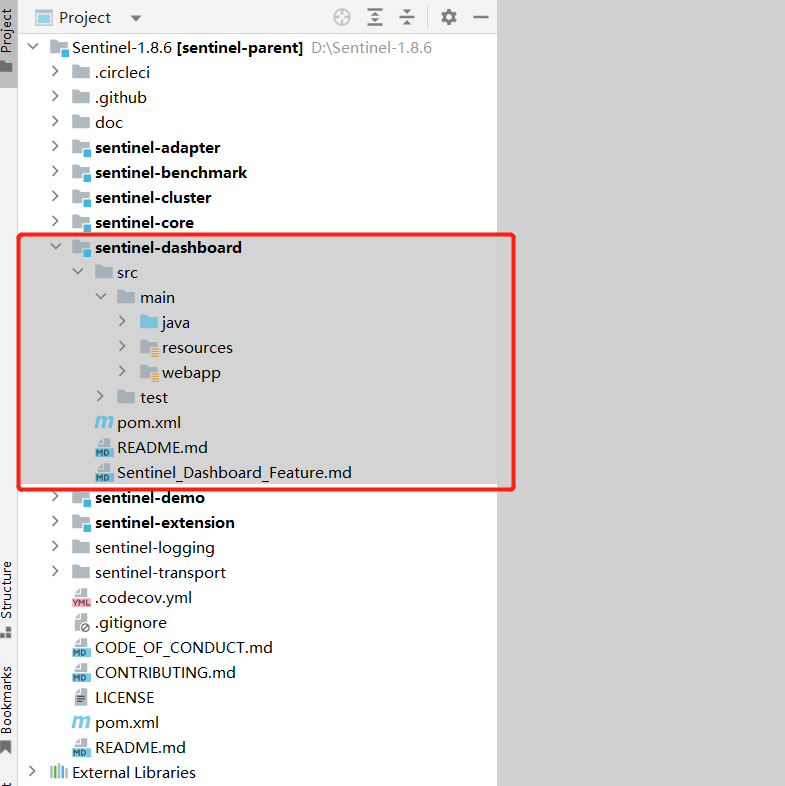 Project
Project
Sentinel-1.8.6 [sentinel-parent] D:\Sentinel-1.8.6
.circleci
.github
doc
sentinel-adapter
sentinel-benchmark
sentinel-cluster
sentinel-core
sentinel-dashboard
src
main
java
resources
webapp
test
m pom.xml
MD README.md
MD Sentinel_Dashboard_Feature.md
sentinel-demo
sentinel-extension
sentinel-logging
sentinel-transport
YML .codecov.yml
.gitignore
MD CODE_OF_CONDUCT.md
MD CONTRIBUTING.md
LICENSE
m pom.xml
MD README.md
External Libraries
Structure
Bookmarks